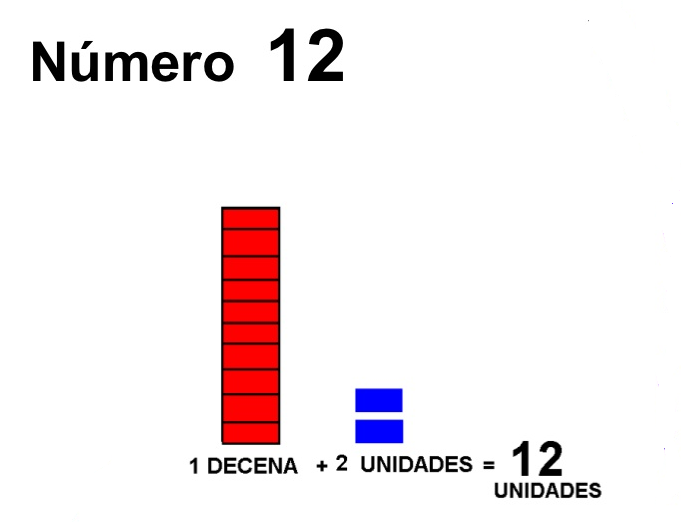 Número 12
1 DECENA + 2 UNIDADES = 12
UNIDADES